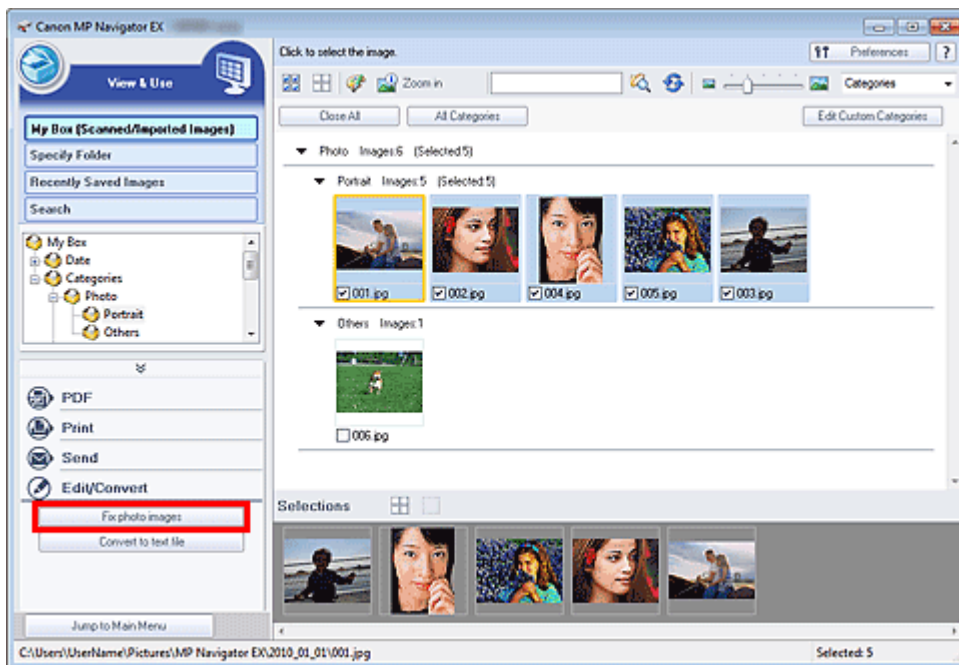 Canon MP Navigator EX
View & Use
My Box (Scanned/Imported Images)
Specify Folder
Recently Saved Images
Search
My Box
Date
Categories
Photo
Portrait
Others
PDF
Print
Send
Edit/Convert
Fix photo images
Convert to text file
Jump to Main Menu
Click to select the image.
Preferences
?
Zoom in
Categories
Close All
All Categories
Edit Custom Categories
Photo Images:6 (Selected:5)
Portrait Images:5 (Selected:5)
001.jpg 002.jpg 004.jpg 005.jpg 003.jpg
Others Images:1
006.jpg
Selections
C:\Users\UserName\Pictures\MP Navigator EX\2010_01_01\001.jpg
Selected: 5